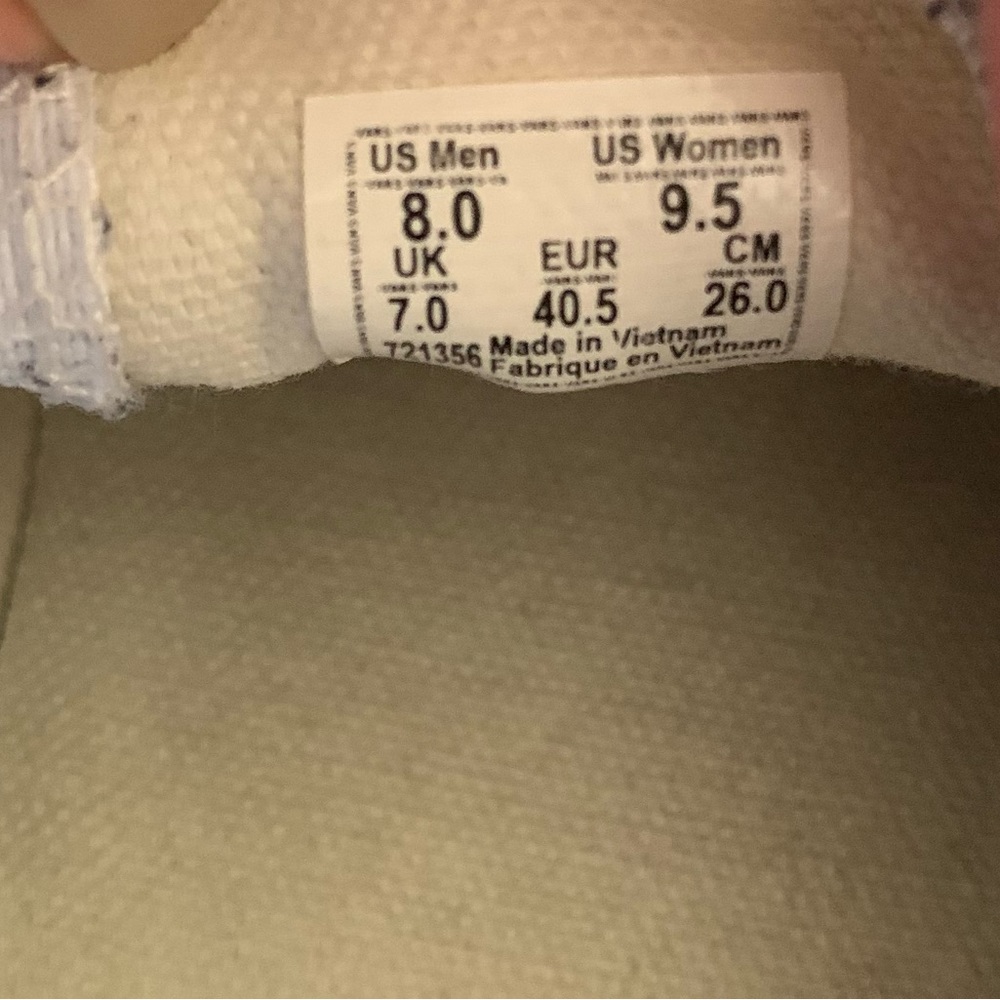 US Men US Women
8.0 9.5
UK EUR CM
7.0 40.5 26.0
721356 Made in Vietnam
Fabrique en Vietnam